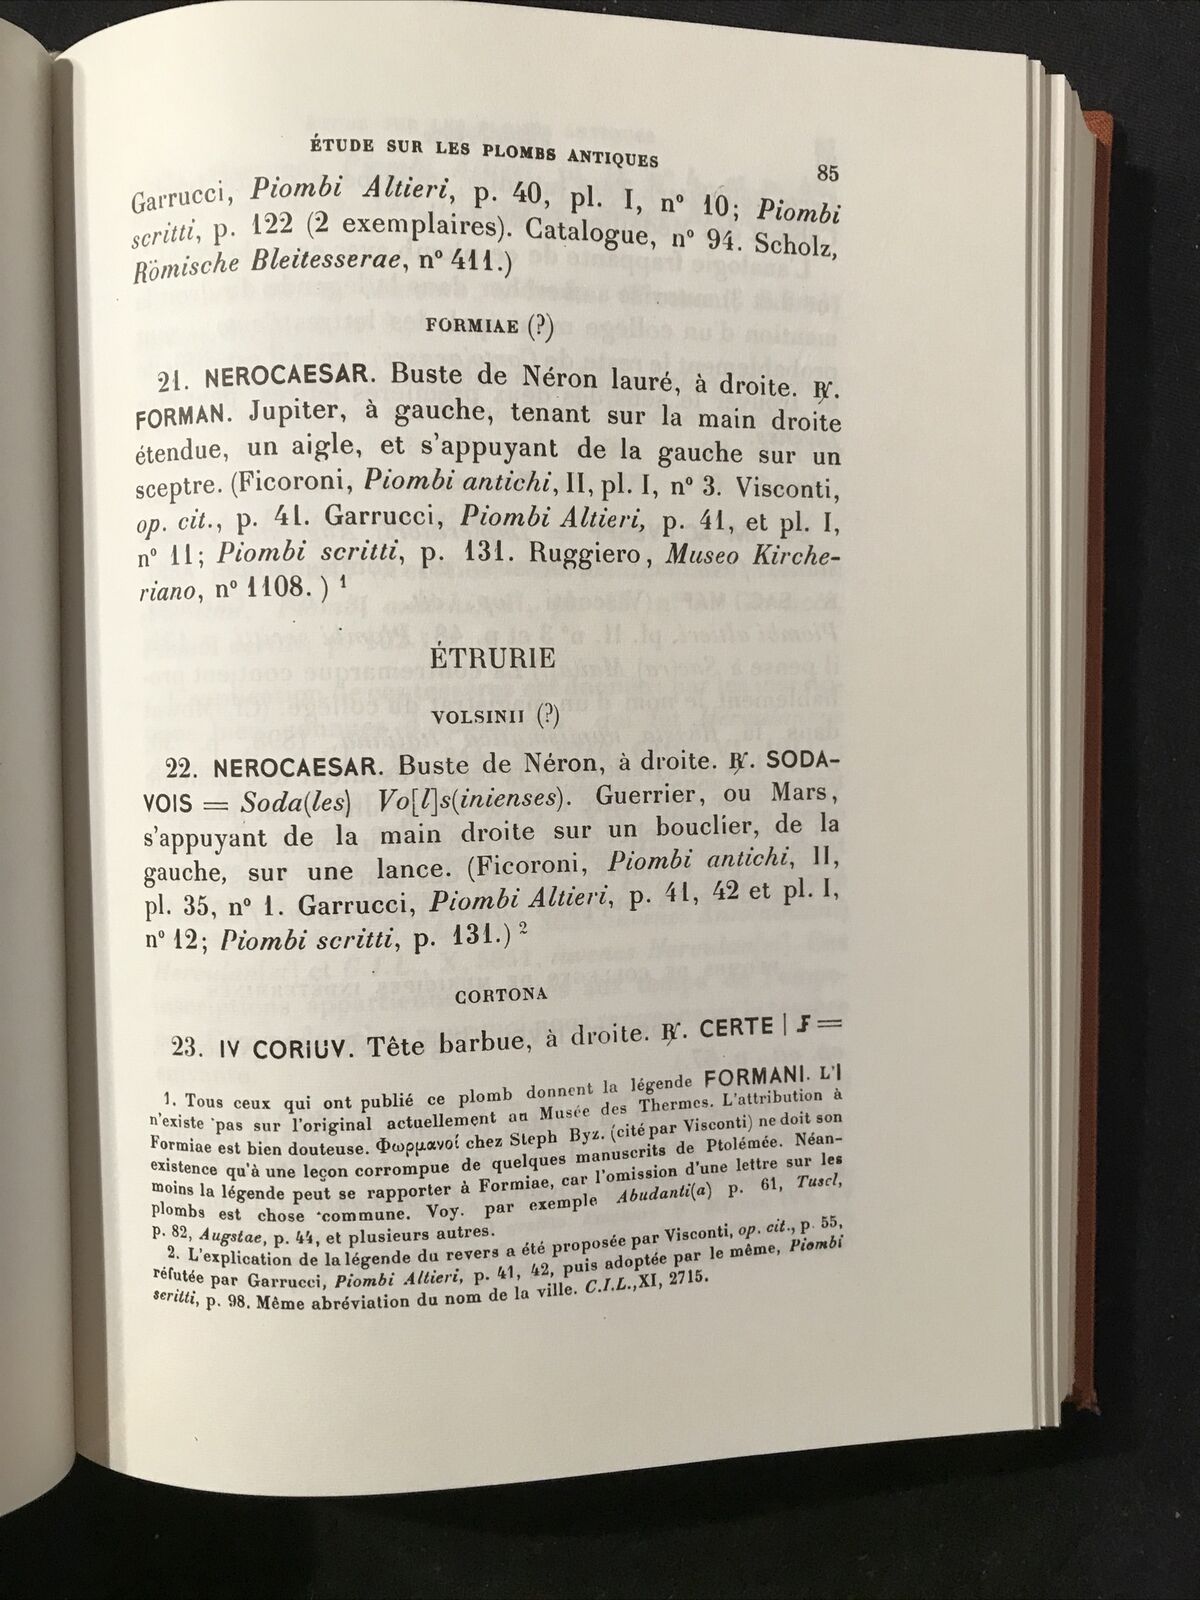 ÉTUDE SUR LES PLOMBS ANTIQUES 85
Garrucci, Piombi Altieri, p. 40, pl. I, n° 10; Piombi
scritti, p. 122 (2 exemplaires). Catalogue, n° 94. Scholz,
Römische Bleitesserae, n° 411.)
FORMIAE (?)
21. NEROCAESAR. Buste de Néron lauré, à droite. ℞.
FORMAN. Jupiter, à gauche, tenant sur la main droite
étendue, un aigle, et s'appuyant de la gauche sur un
sceptre. (Ficoroni, Piombi antichi, II, pl. I, n° 3. Visconti,
op. cit., p. 41. Garrucci, Piombi Altieri, p. 41, et pl. I,
n° 11; Piombi scritti, p. 131. Ruggiero, Museo Kirche-
riano, n° 1108.) 1
ÉTRURIE
VOLSINII (?)
22. NEROCAESAR. Buste de Néron, à droite. ℞. SODA-
VOIS = Soda(les) Vo[l]s(inienses). Guerrier, ou Mars,
s'appuyant de la main droite sur un bouclier, de la
gauche, sur une lance. (Ficoroni, Piombi antichi, II,
pl. 35, n° 1. Garrucci, Piombi Altieri, p. 41, 42 et pl. I,
n° 12; Piombi scritti, p. 131.) 2
CORTONA
23. IV CORIUV. Tête barbue, à droite. ℞. CERTE | =
1. Tous ceux qui ont publié ce plomb donnent la légende FORMANI. L'I
n'existe pas sur l'original actuellement au Musée des Thermes. L'attribution à
Formiae est bien douteuse. Φωρμανοί chez Steph Byz. (cité par Visconti) ne doit son
existence qu'à une leçon corrompue de quelques manuscrits de Ptolémée. Néan-
moins la légende peut se rapporter à Formiae, car l'omission d'une lettre sur les
plombs est chose commune. Voy. par exemple Abudanti(a) p. 61, Tuscl,
p. 82, Augstae, p. 44, et plusieurs autres.
2. L'explication de la légende du revers a été proposée par Visconti, op. cit., p. 55,
réfutée par Garrucci, Piombi Altieri, p. 41, 42, puis adoptée par le même, Piombi
scritti, p. 98. Même abréviation du nom de la ville. C.I.L., XI, 2715.